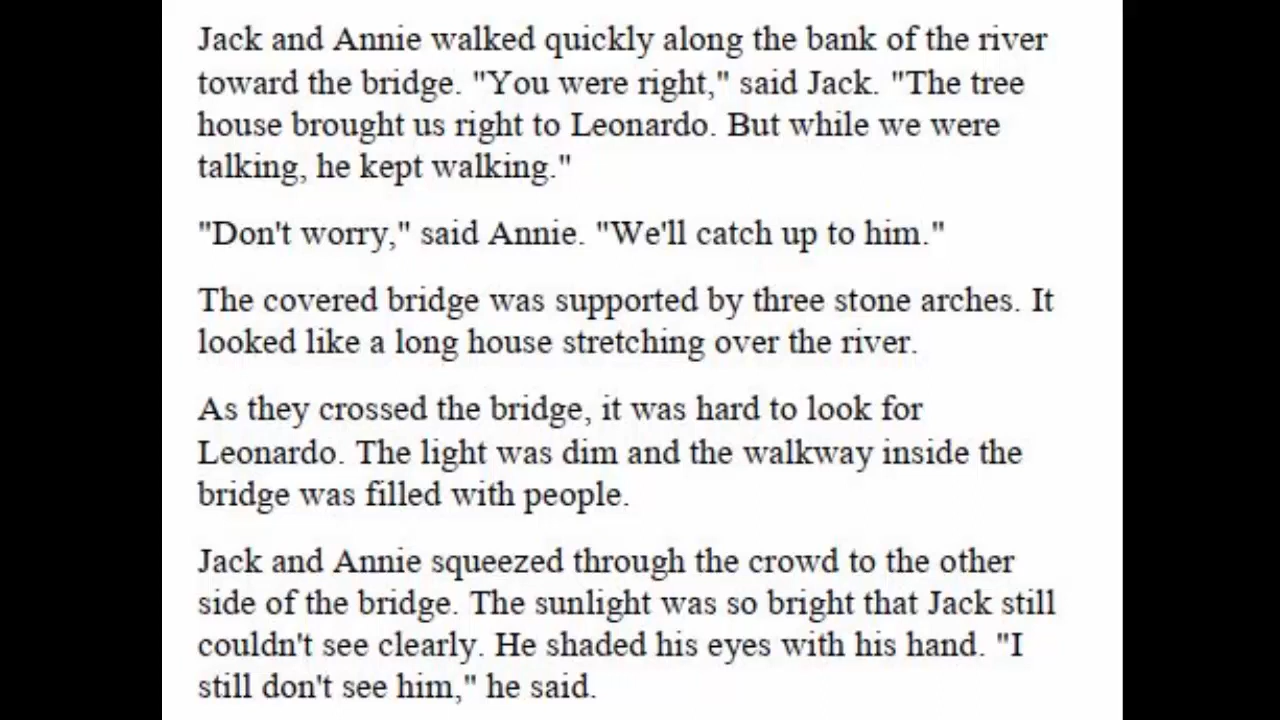 Jack and Annie walked quickly along the bank of the river
toward the bridge. "You were right," said Jack. "The tree
house brought us right to Leonardo. But while we were
talking, he kept walking."
"Don't worry," said Annie. "We'll catch up to him."
The covered bridge was supported by three stone arches. It
looked like a long house stretching over the river.
As they crossed the bridge, it was hard to look for
Leonardo. The light was dim and the walkway inside the
bridge was filled with people.
Jack and Annie squeezed through the crowd to the other
side of the bridge. The sunlight was so bright that Jack still
couldn't see clearly. He shaded his eyes with his hand. "I
still don't see him," he said.